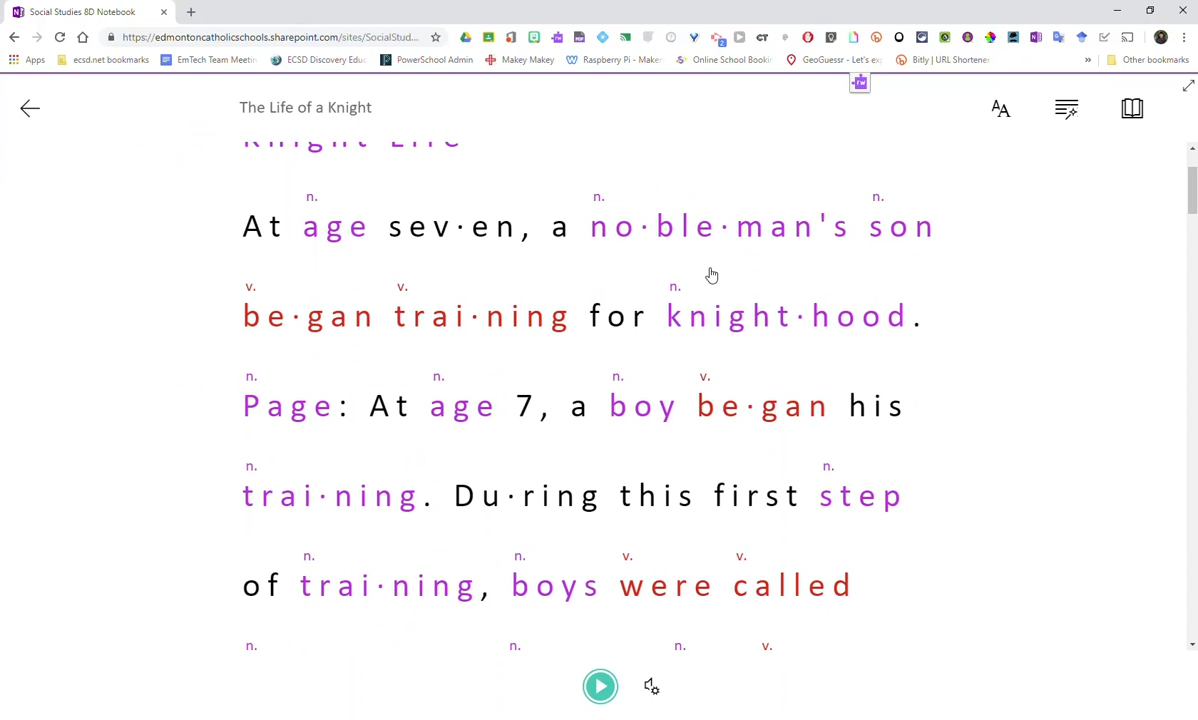 Social Studies 8D Notebook
https://edmontoncatholicschools.sharepoint.com/sites/SocialStud...
Apps ecsd.net bookmarks EmTech Team Meetin ECSD Discovery Educ PowerSchool Admin Makey Makey Raspberry Pi - Maker Online School Bookin GeoGuessr - Let's ex Bitly | URL Shortene » Other bookmarks
The Life of a Knight
Knight Life
n. n. n.
At age sev·en, a no·ble·man's son
v. v. n.
be·gan trai·ning for knight·hood.
n. n. n. v.
Page: At age 7, a boy be·gan his
n. n.
trai·ning. Du·ring this first step
n. n. v. v.
of trai·ning, boys were called
n. n. n. v.